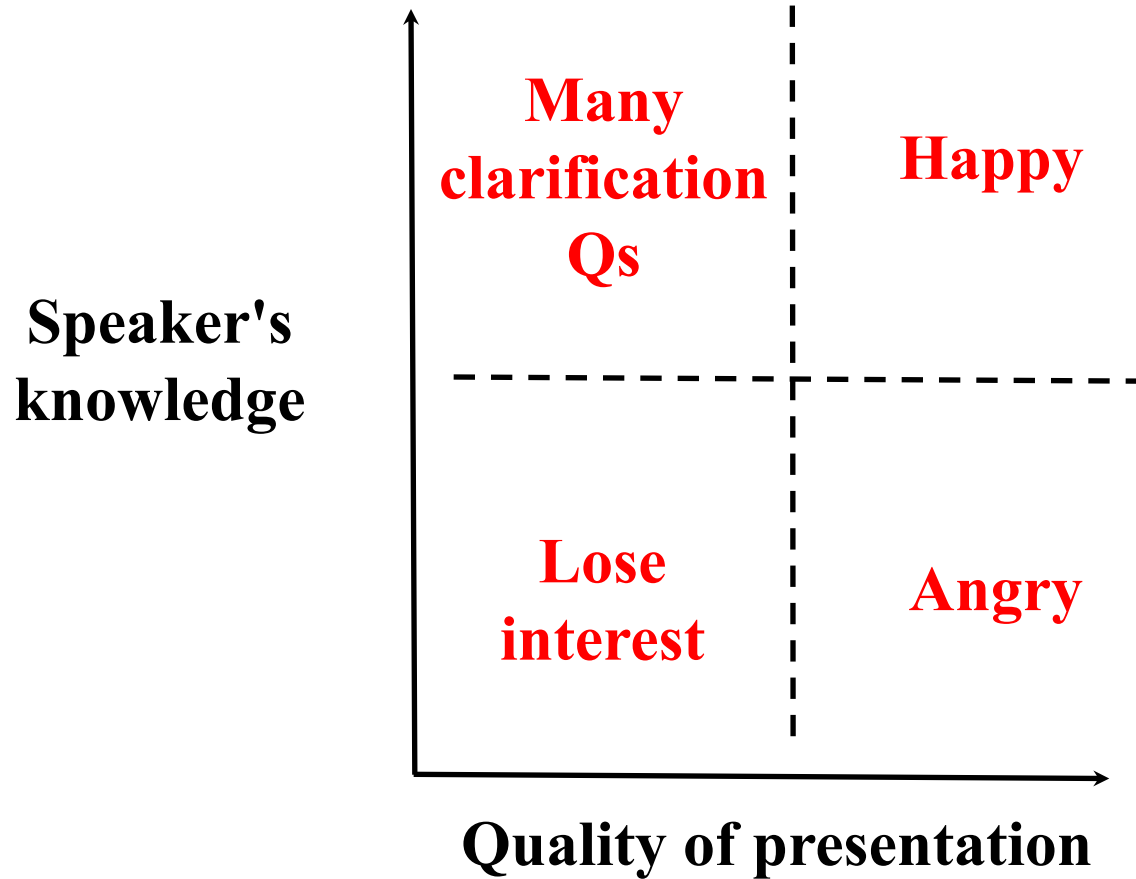 Many
clarification
Qs
Happy
Speaker's
knowledge
Lose
interest
Angry
Quality of presentation